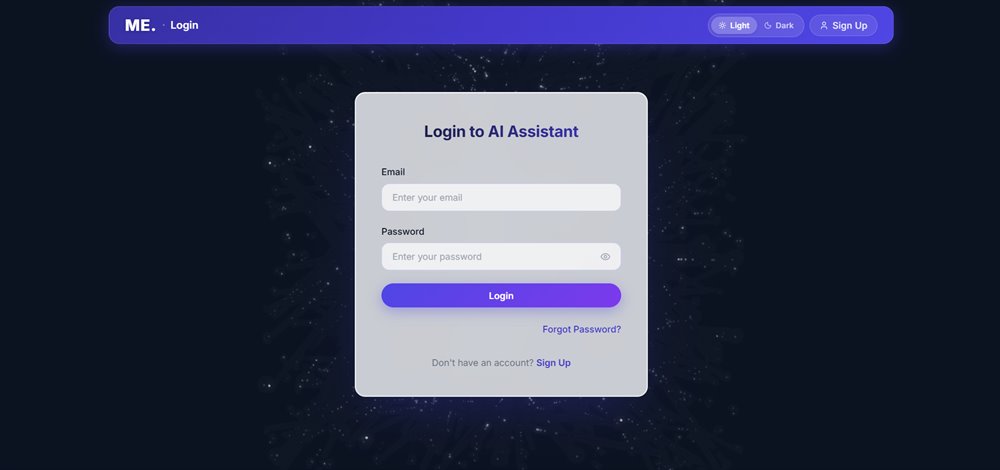 ME. · Login
Light
Dark
Sign Up
Login to AI Assistant
Email
Enter your email
Password
Enter your password
Login
Forgot Password?
Don't have an account? Sign Up